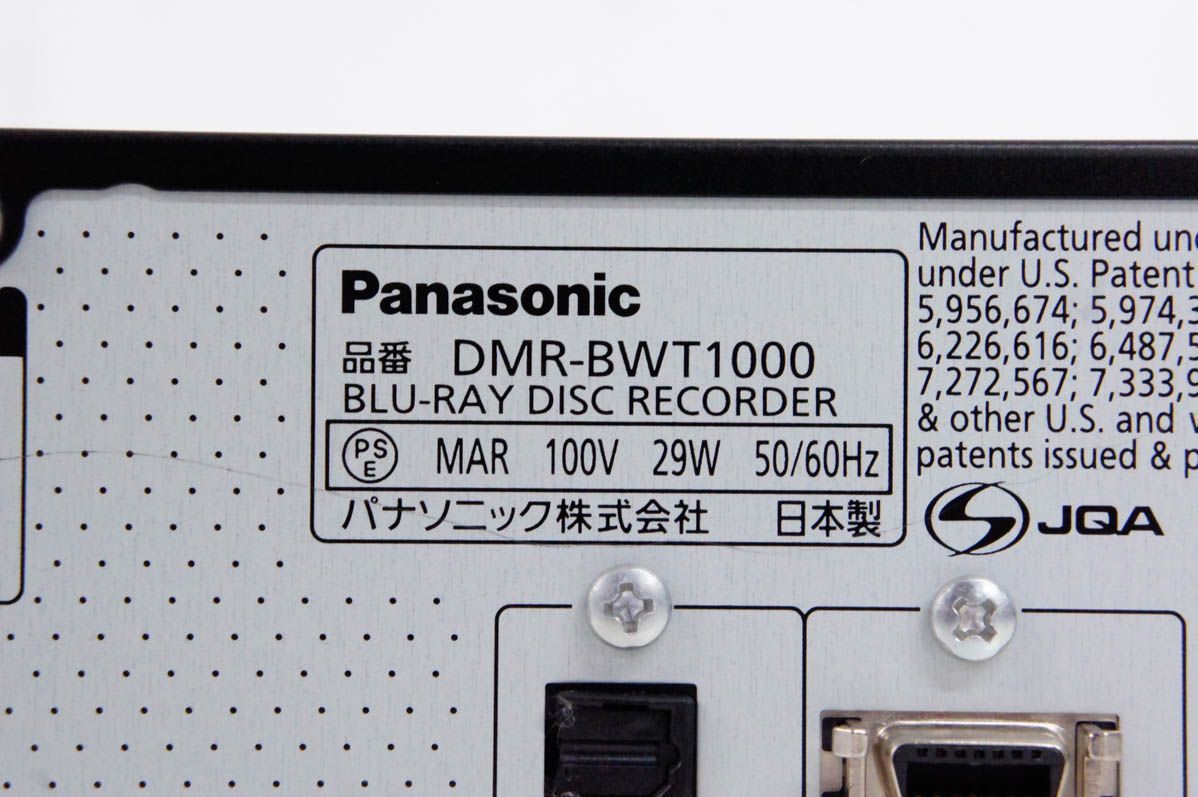 Panasonic
品番 DMR-BWT1000
BLU-RAY DISC RECORDER
PS E MAR 100V 29W 50/60Hz
パナソニック株式会社 日本製
Manufactured und
under U.S. Patent
5,956,674; 5,974,3
6,226,616; 6,487,5
7,272,567; 7,333,9
& other U.S. and
patents issued & p
JQA